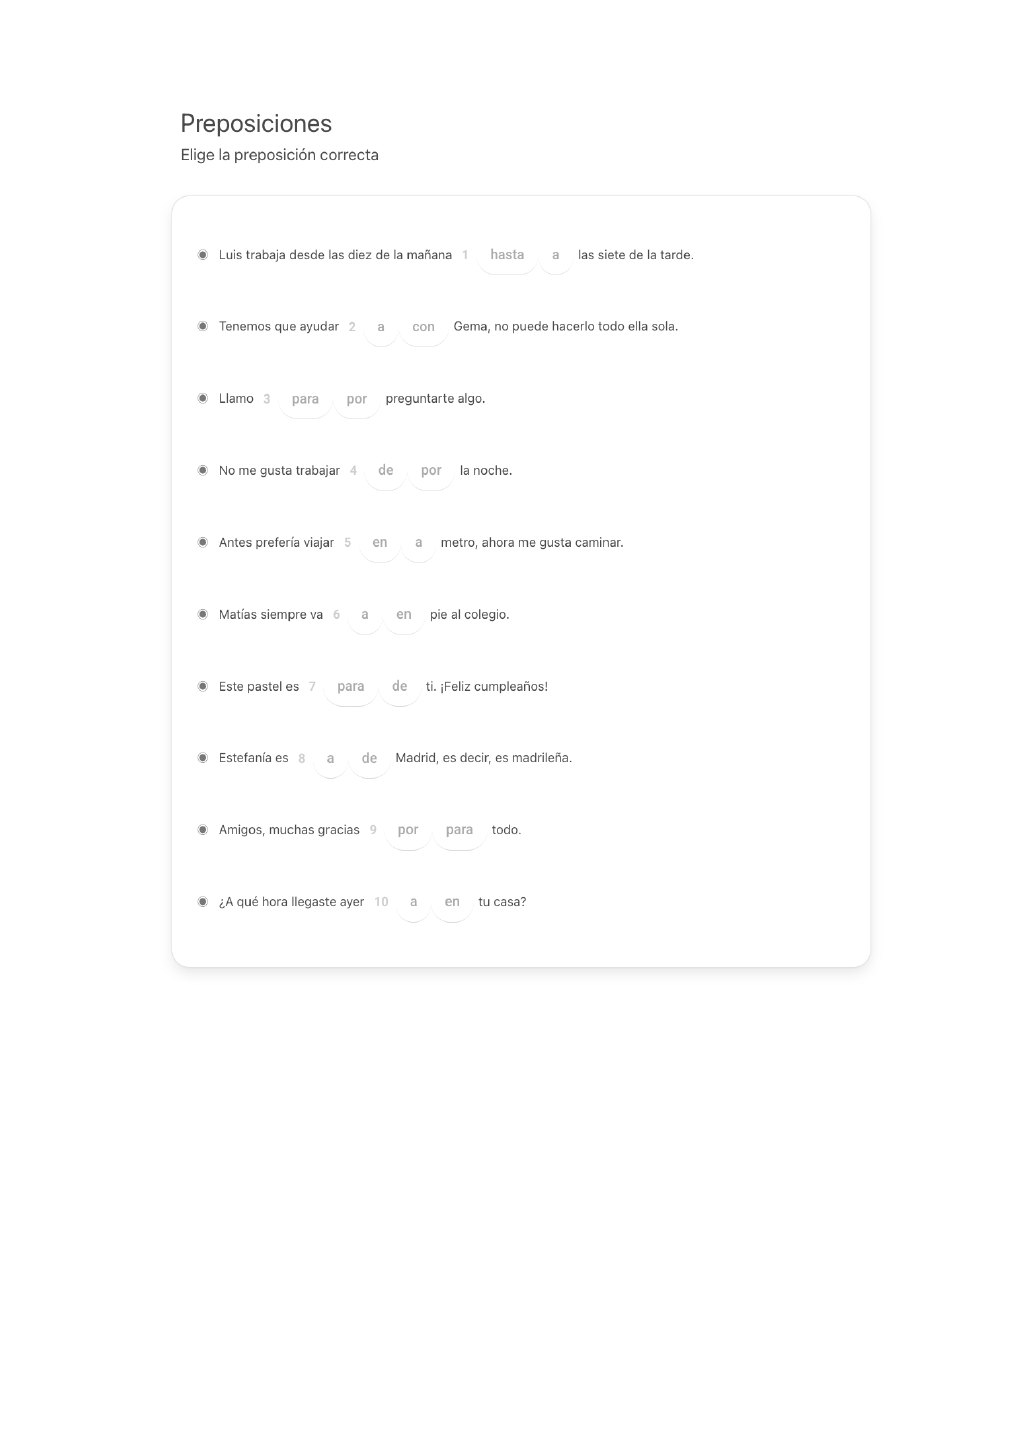 Preposiciones
Elige la preposición correcta
Luis trabaja desde las diez de la mañana 1 hasta a las siete de la tarde.
Tenemos que ayudar 2 a con Gema, no puede hacerlo todo ella sola.
Llamo 3 para por preguntarte algo.
No me gusta trabajar 4 de por la noche.
Antes prefería viajar 5 en a metro, ahora me gusta caminar.
Matías siempre va 6 a en pie al colegio.
Este pastel es 7 para de ti. ¡Feliz cumpleaños!
Estefanía es 8 a de Madrid, es decir, es madrileña.
Amigos, muchas gracias 9 por para todo.
¿A qué hora llegaste ayer 10 a en tu casa?